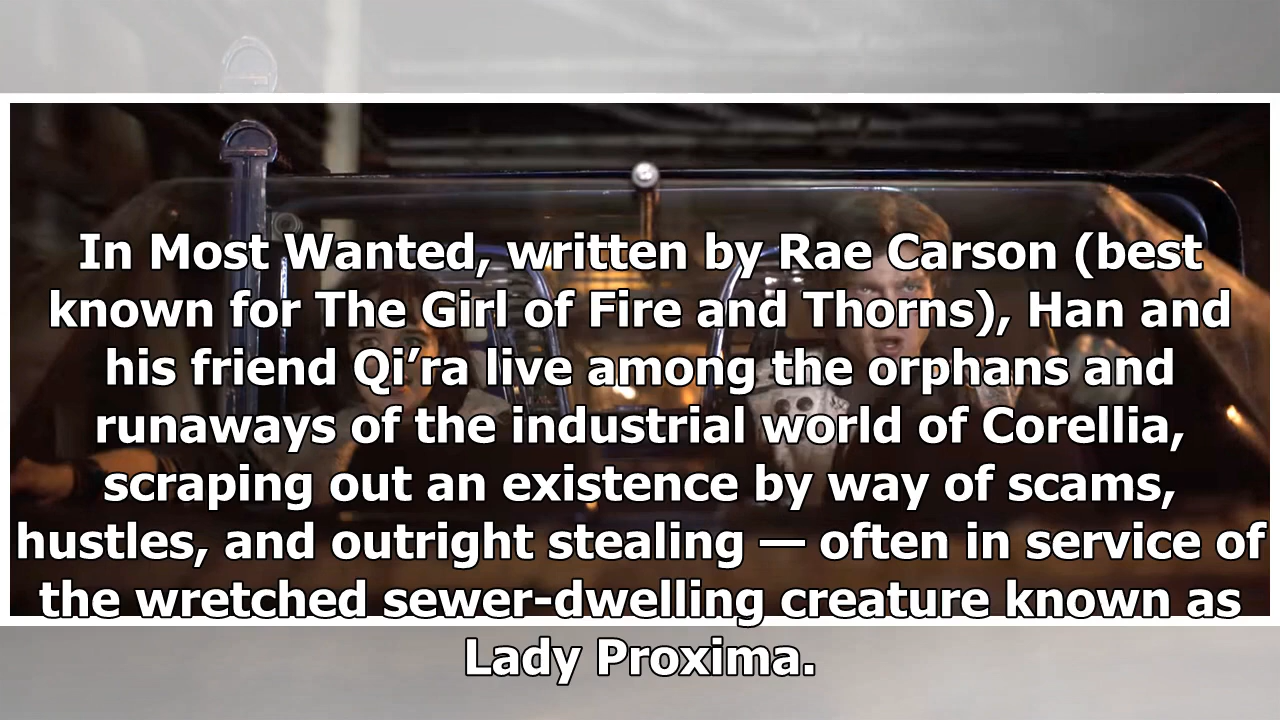 In Most Wanted, written by Rae Carson (best
known for The Girl of Fire and Thorns), Han and
his friend Qi’ra live among the orphans and
runaways of the industrial world of Corellia,
scraping out an existence by way of scams,
hustles, and outright stealing — often in service of
the wretched sewer-dwelling creature known as
Lady Proxima.